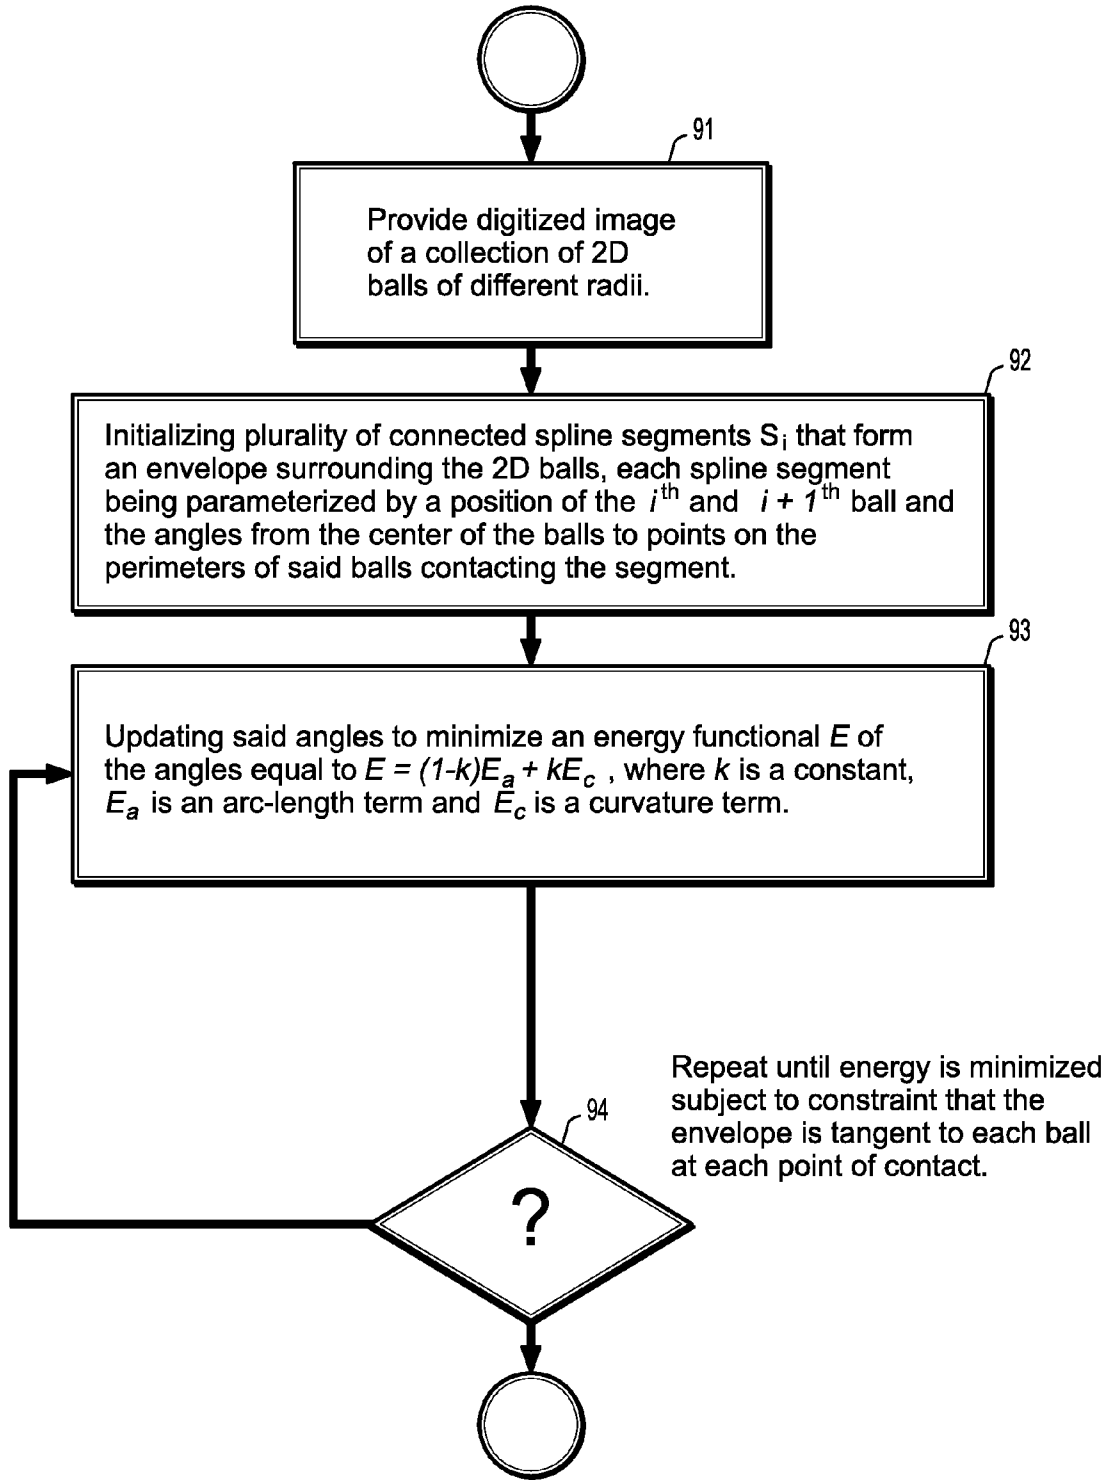 91
Provide digitized image
of a collection of 2D
balls of different radii.
92
Initializing plurality of connected spline segments Si that form
an envelope surrounding the 2D balls, each spline segment
being parameterized by a position of the ith and i + 1th ball and
the angles from the center of the balls to points on the
perimeters of said balls contacting the segment.
93
Updating said angles to minimize an energy functional E of
the angles equal to E = (1-k)Ea + kEc , where k is a constant,
Ea is an arc-length term and Ec is a curvature term.
Repeat until energy is minimized
subject to constraint that the
envelope is tangent to each ball
at each point of contact.
94
?